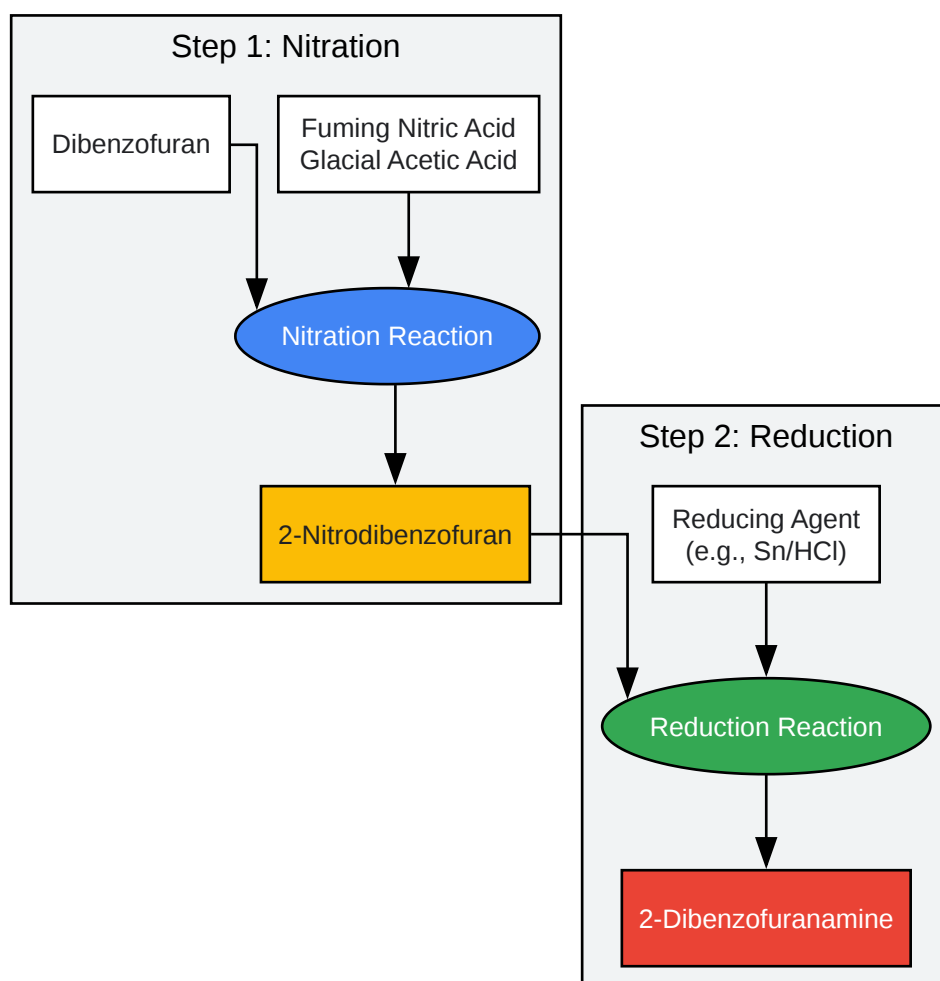 Step 1: Nitration
Dibenzofuran
Fuming Nitric Acid
Glacial Acetic Acid
Nitration Reaction
2-Nitrodibenzofuran
Step 2: Reduction
Reducing Agent
(e.g., Sn/HCl)
Reduction Reaction
2-Dibenzofuranamine